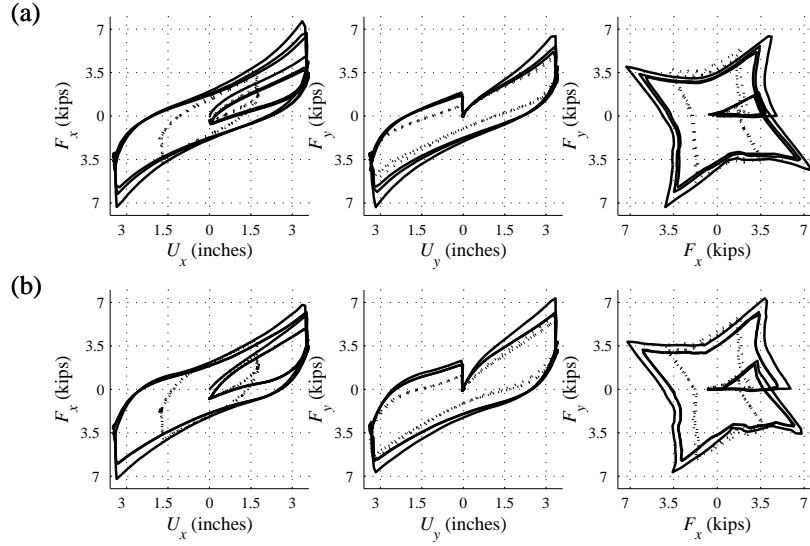 (a)
7
3.5
0
3.5
7
F_x (kips)
3 1.5 0 1.5 3
U_x (inches)
7
3.5
0
3.5
7
F_y (kips)
3 1.5 0 1.5 3
U_y (inches)
7
3.5
0
3.5
7
F_y (kips)
7 3.5 0 3.5 7
F_x (kips)
(b)
7
3.5
0
3.5
7
F_x (kips)
3 1.5 0 1.5 3
U_x (inches)
7
3.5
0
3.5
7
F_y (kips)
3 1.5 0 1.5 3
U_y (inches)
7
3.5
0
3.5
7
F_y (kips)
7 3.5 0 3.5 7
F_x (kips)